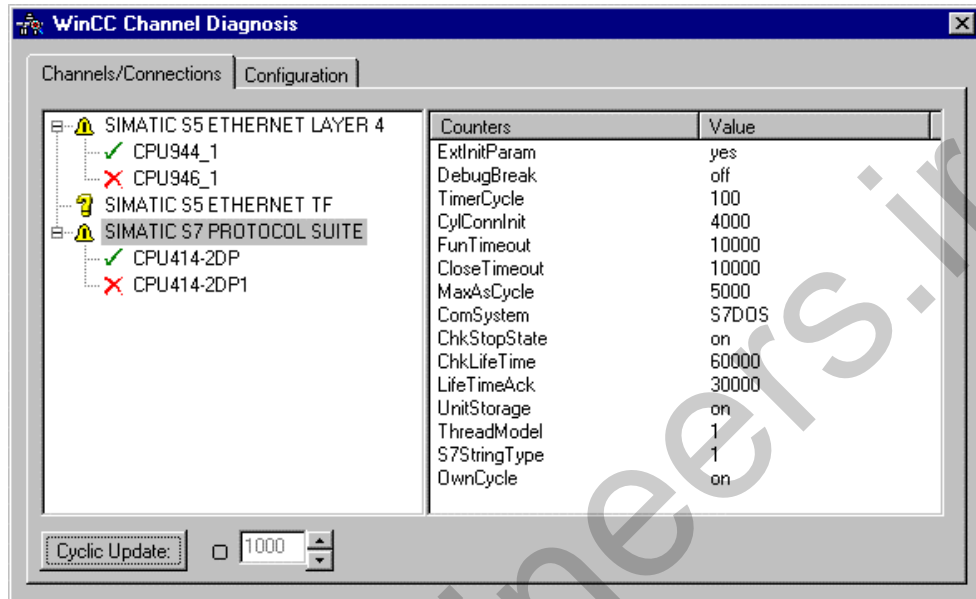 WinCC Channel Diagnosis
Channels/Connections Configuration
SIMATIC S5 ETHERNET LAYER 4
CPU944_1
CPU946_1
SIMATIC S5 ETHERNET TF
SIMATIC S7 PROTOCOL SUITE
CPU414-2DP
CPU414-2DP1
Counters Value
ExtInitParam yes
DebugBreak off
TimerCycle 100
CylConnInit 4000
FunTimeout 10000
CloseTimeout 10000
MaxAsCycle 5000
ComSystem S7DOS
ChkStopState on
ChkLifeTime 60000
LifeTimeAck 30000
UnitStorage on
ThreadModel 1
S7StringType 1
OwnCycle on
Cyclic Update: 1000
ineers.ir